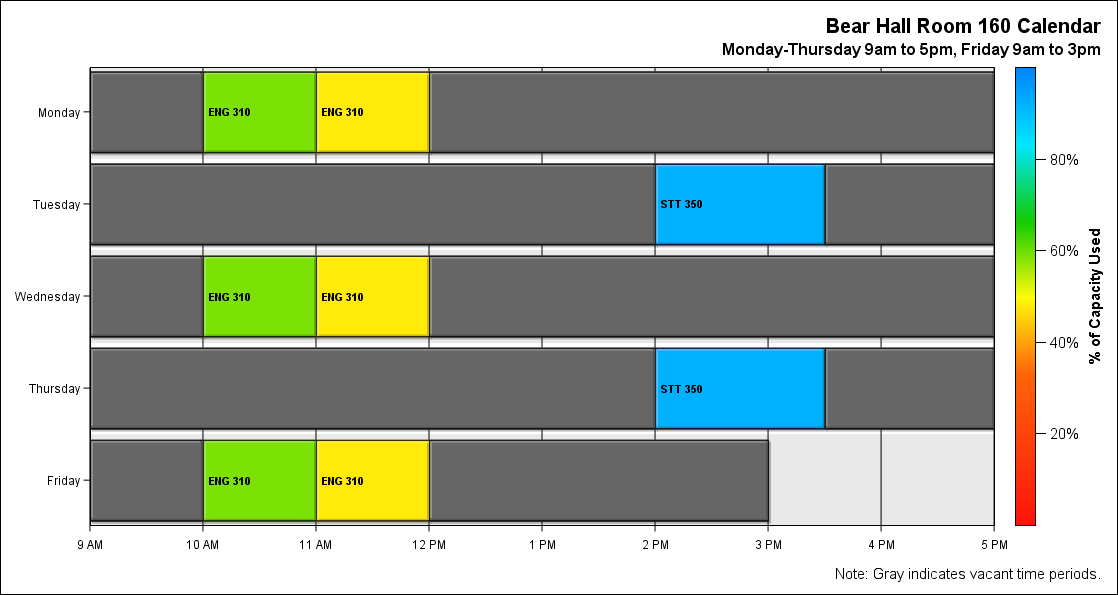 Bear Hall Room 160 Calendar
Monday-Thursday 9am to 5pm, Friday 9am to 3pm
Monday
ENG 310
ENG 310
Tuesday
STT 350
Wednesday
ENG 310
ENG 310
Thursday
STT 350
Friday
ENG 310
ENG 310
9 AM
10 AM
11 AM
12 PM
1 PM
2 PM
3 PM
4 PM
5 PM
80%
60%
40%
20%
% of Capacity Used
Note: Gray indicates vacant time periods.